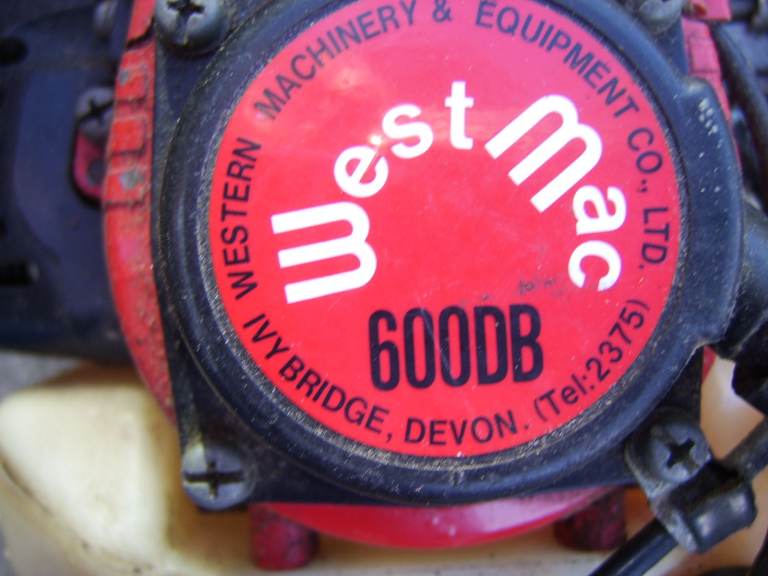 WESTERN MACHINERY & EQUIPMENT CO., LTD.
West Mac
600DB
IVYBRIDGE, DEVON. (Tel:2375)